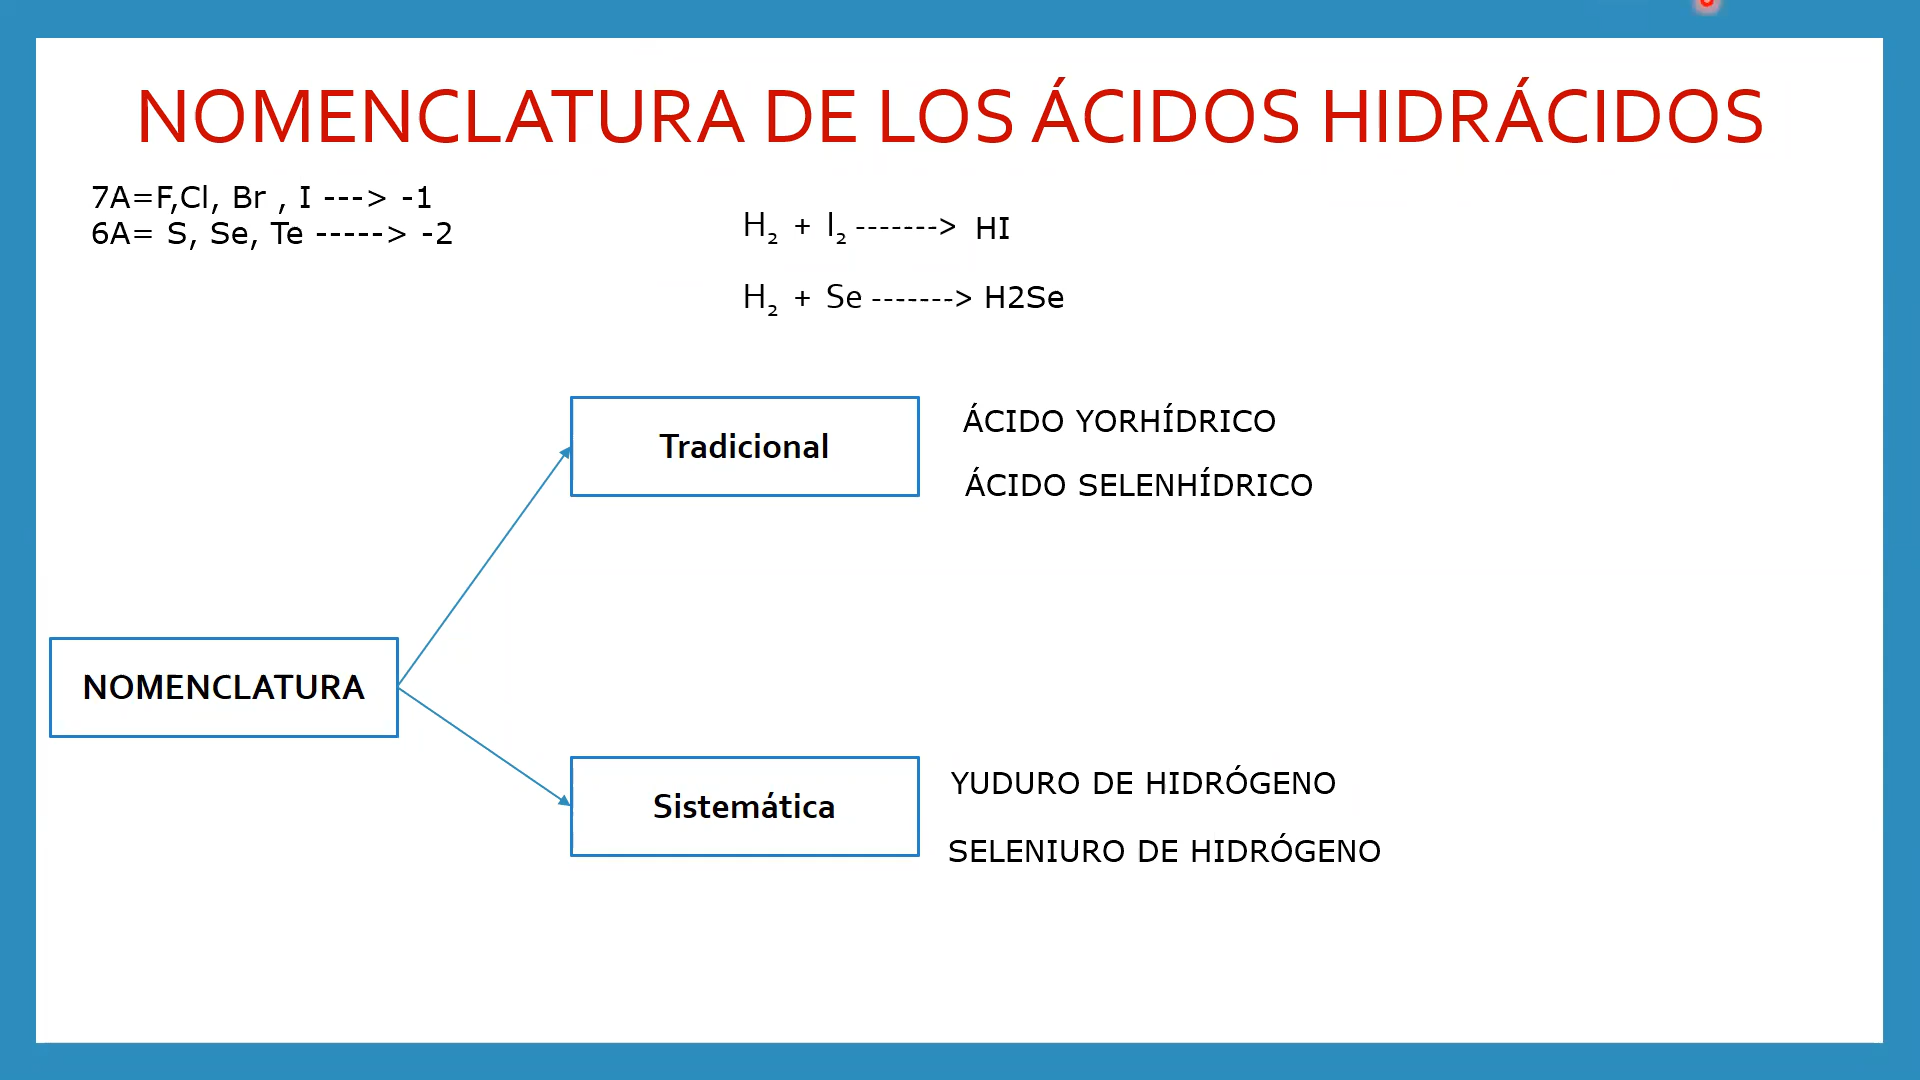 NOMENCLATURA DE LOS ÁCIDOS HIDRÁCIDOS
7A=F,Cl, Br , I ---> -1
6A= S, Se, Te -----> -2
H₂ + I₂ -------> HI
H₂ + Se -------> H2Se
Tradicional
ÁCIDO YORHÍDRICO
ÁCIDO SELENHÍDRICO
NOMENCLATURA
Sistemática
YUDURO DE HIDRÓGENO
SELENIURO DE HIDRÓGENO